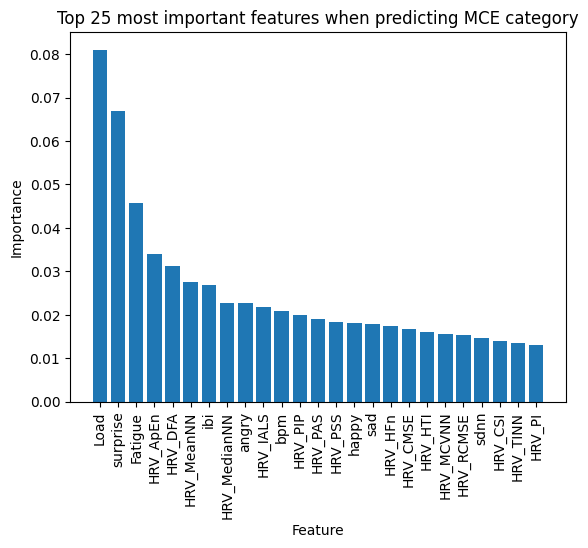 Top 25 most important features when predicting MCE category
Importance
0.08
0.07
0.06
0.05
0.04
0.03
0.02
0.01
0.00
Load
surprise
Fatigue
HRV_ApEn
HRV_DFA
HRV_MeanNN
ibi
HRV_MedianNN
angry
HRV_IALS
bpm
HRV_PIP
HRV_PAS
HRV_PSS
happy
sad
HRV_HFn
HRV_CMSE
HRV_HTI
HRV_MCVNN
HRV_RCMSE
sdnn
HRV_CSI
HRV_TINN
HRV_PI
Feature